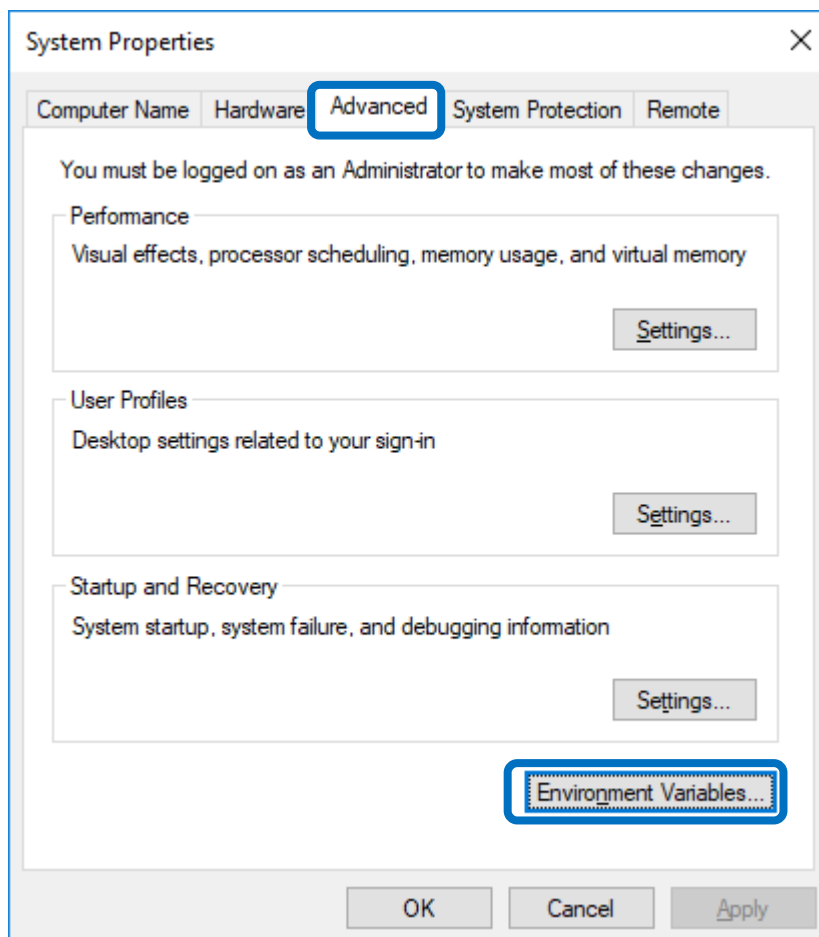 System Properties
Computer Name Hardware Advanced System Protection Remote
You must be logged on as an Administrator to make most of these changes.
Performance
Visual effects, processor scheduling, memory usage, and virtual memory
Settings...
User Profiles
Desktop settings related to your sign-in
Settings...
Startup and Recovery
System startup, system failure, and debugging information
Settings...
Environment Variables...
OK Cancel Apply